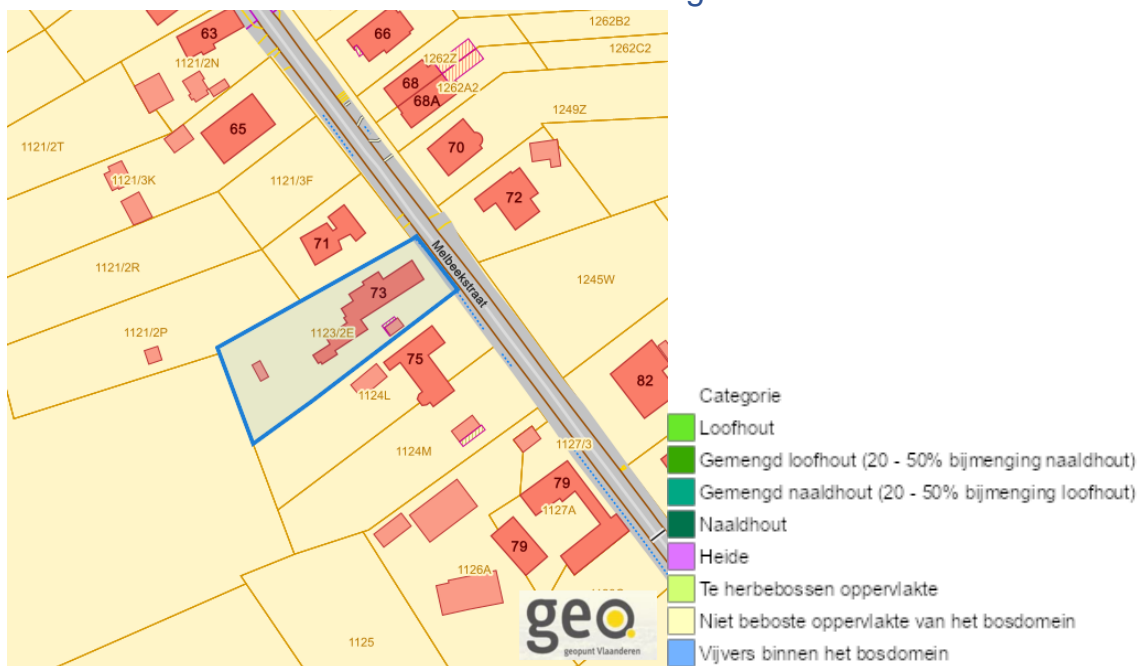 63
66
1262B2
1262C2
1121/2N
1262Z
68
1262A2
68A
1249Z
65
70
1121/2T
1121/3K
1121/3F
72
71
Melbeekstraat
1121/2R
1245W
73
1121/2P
1123/2E
75
82
1124L
1124M
1127/3
79
1127A
79
1126A
1125
geo.
geopunt Vlaanderen
Categorie
Loofhout
Gemengd loofhout (20 - 50% bijmenging naaldhout)
Gemengd naaldhout (20 - 50% bijmenging loofhout)
Naaldhout
Heide
Te herbebossen oppervlakte
Niet beboste oppervlakte van het bosdomein
Vijvers binnen het bosdomein